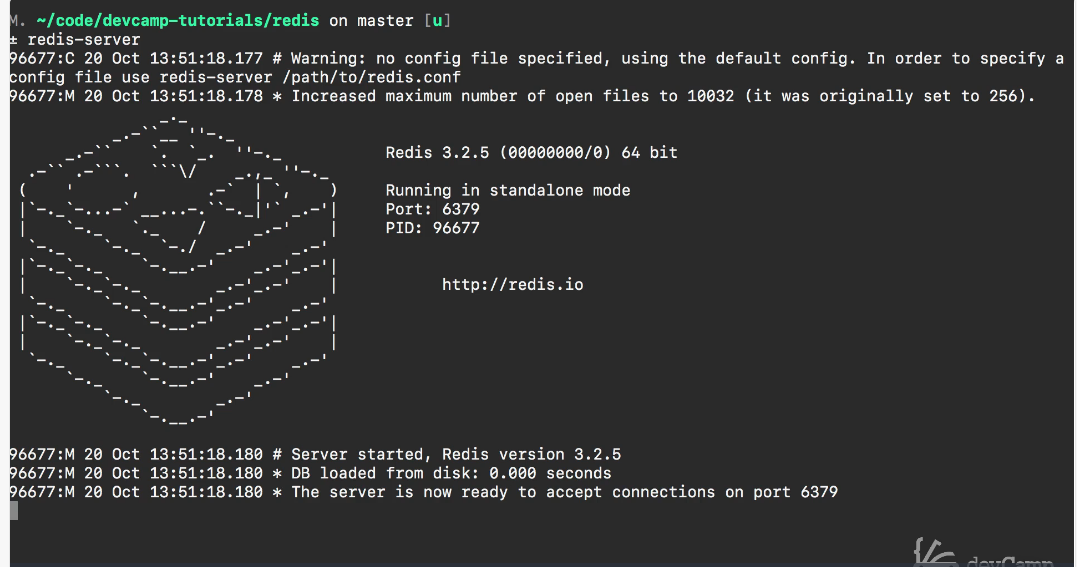 M. ~/code/devcamp-tutorials/redis on master [u]
± redis-server
96677:C 20 Oct 13:51:18.177 # Warning: no config file specified, using the default config. In order to specify a
config file use redis-server /path/to/redis.conf
96677:M 20 Oct 13:51:18.178 * Increased maximum number of open files to 10032 (it was originally set to 256).
Redis 3.2.5 (00000000/0) 64 bit
Running in standalone mode
Port: 6379
PID: 96677
http://redis.io
96677:M 20 Oct 13:51:18.180 # Server started, Redis version 3.2.5
96677:M 20 Oct 13:51:18.180 * DB loaded from disk: 0.000 seconds
96677:M 20 Oct 13:51:18.180 * The server is now ready to accept connections on port 6379
devCamp